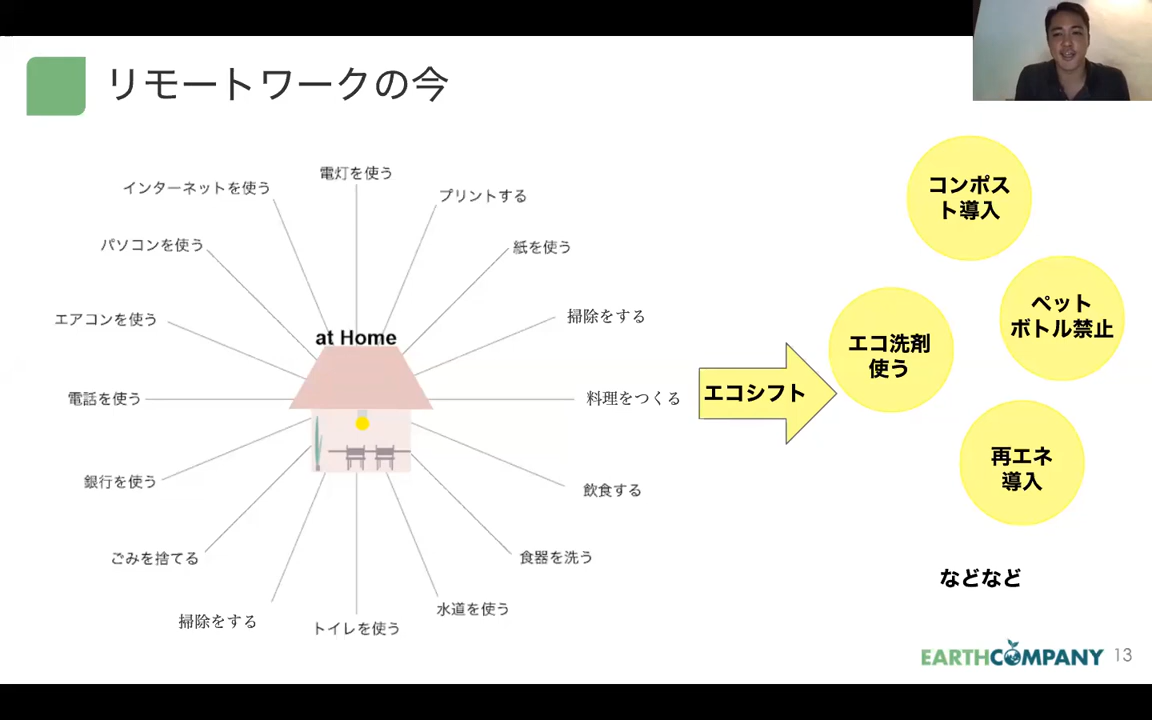 リモートワークの今
電灯を使う
インターネットを使う
プリントする
パソコンを使う
紙を使う
エアコンを使う
掃除をする
at Home
電話を使う
料理をつくる
銀行を使う
飲食する
ごみを捨てる
食器を洗う
掃除をする
水道を使う
トイレを使う
エコシフト
コンポス
ト導入
ペット
ボトル禁止
エコ洗剤
使う
再エネ
導入
などなど
EARTHCOMPANY
13